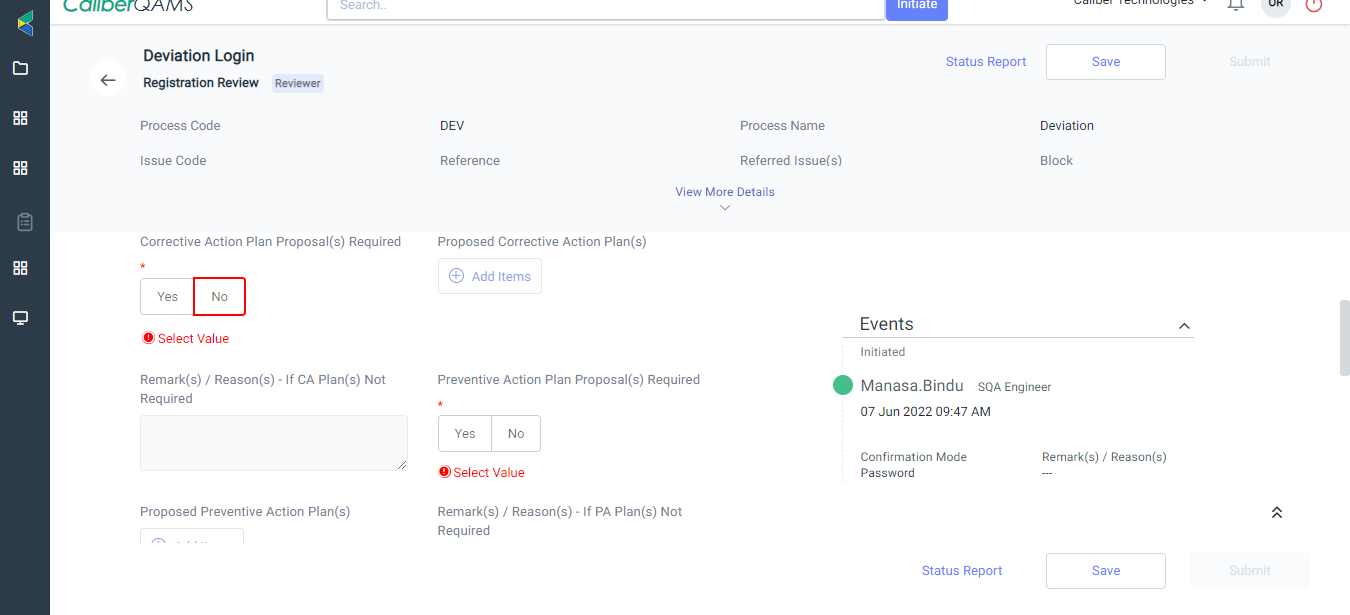 CaliberQAMS
Search..
Initiate
Caliber Technologies
OR
Deviation Login
Registration Review Reviewer
Status Report
Save
Submit
Process Code
DEV
Process Name
Deviation
Issue Code
Reference
Referred Issue(s)
Block
View More Details
Corrective Action Plan Proposal(s) Required
*
Yes
No
Select Value
Proposed Corrective Action Plan(s)
Add Items
Remark(s) / Reason(s) - If CA Plan(s) Not
Required
Preventive Action Plan Proposal(s) Required
*
Yes
No
Select Value
Proposed Preventive Action Plan(s)
Add Items
Remark(s) / Reason(s) - If PA Plan(s) Not
Required
Events
Initiated
Manasa.Bindu SQA Engineer
07 Jun 2022 09:47 AM
Confirmation Mode
Password
Remark(s) / Reason(s)
---
Status Report
Save
Submit